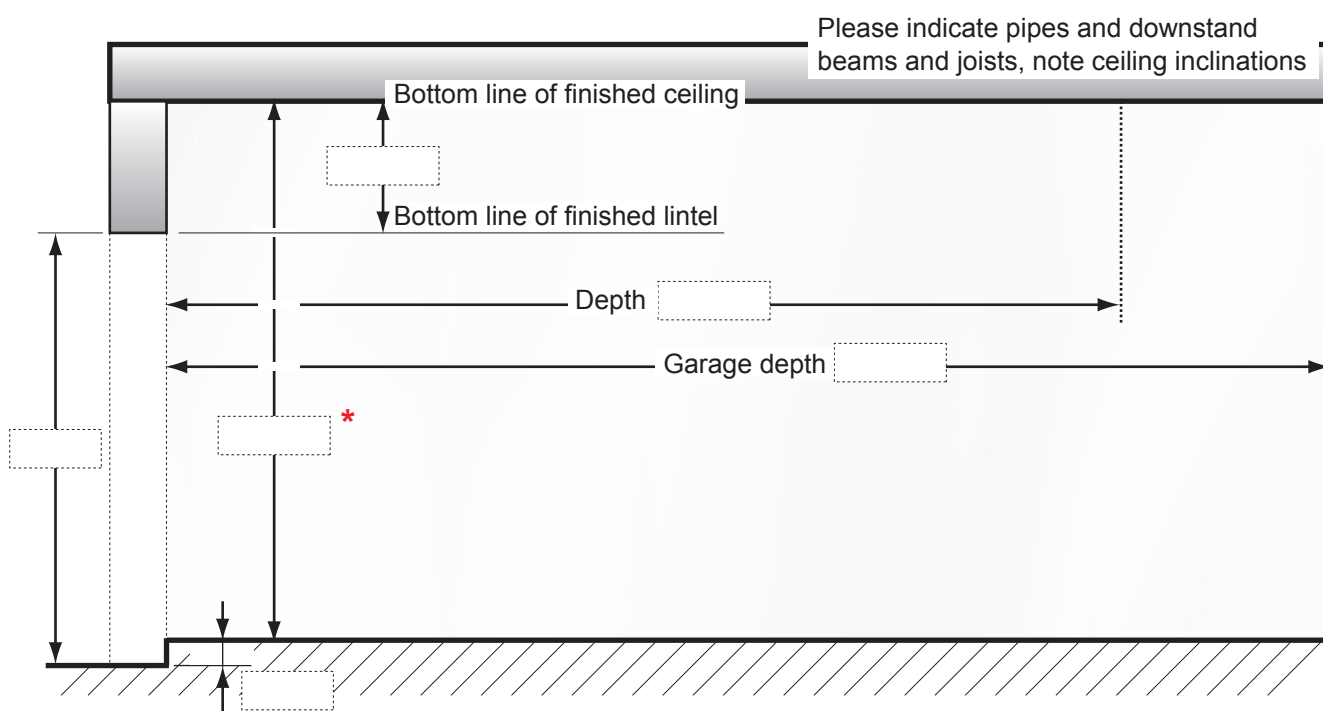 Please indicate pipes and downstand
beams and joists, note ceiling inclinations
Bottom line of finished ceiling
Bottom line of finished lintel
Depth
Garage depth
*